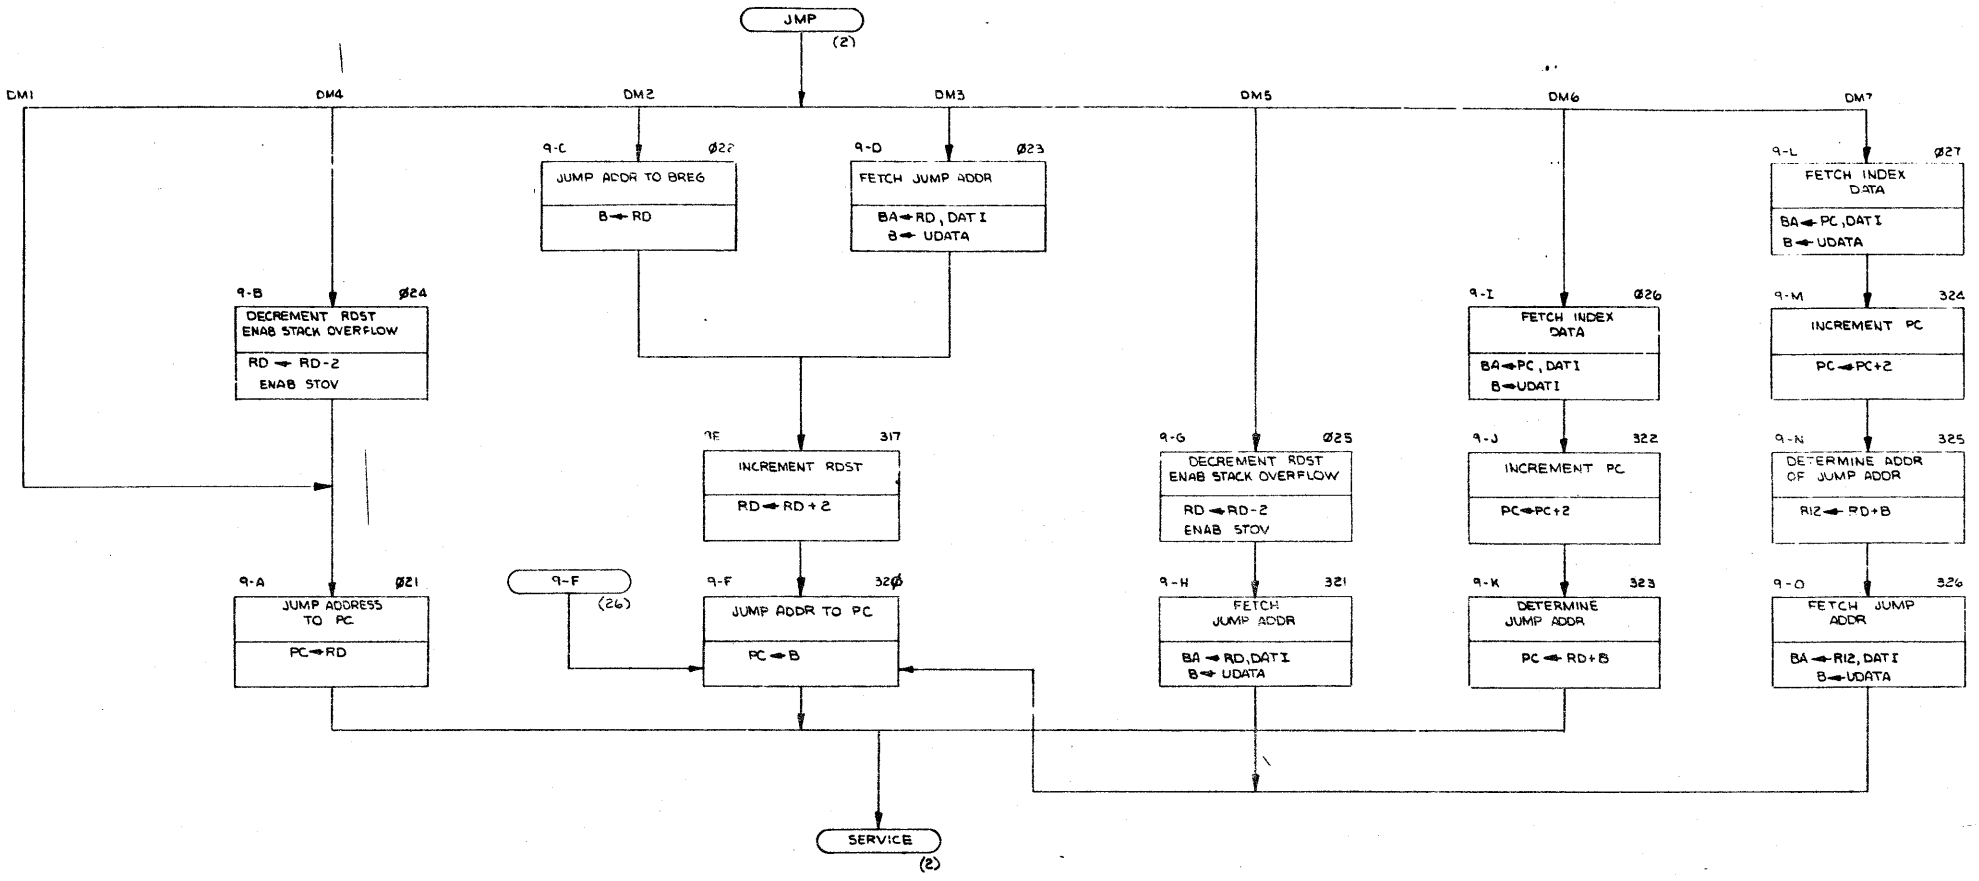 JMP
(2)
DM1
DM4
DM2
DM3
DM5
DM6
DM7
9-C Ø22
JUMP ADDR TO BREG
B←RD
9-D Ø23
FETCH JUMP ADDR
BA←RD, DATI
B← UDATA
9-L Ø27
FETCH INDEX
DATA
BA←PC, DATI
B←UDATA
9-B Ø24
DECREMENT RDST
ENAB STACK OVERFLOW
RD ← RD-2
ENAB STOV
9-I Ø26
FETCH INDEX
DATA
BA←PC, DATI
B←UDATI
9-M 324
INCREMENT PC
PC←PC+2
9E 317
INCREMENT RDST
RD←RD+2
9-G Ø25
DECREMENT RDST
ENAB STACK OVERFLOW
RD←RD-2
ENAB STOV
9-J 322
INCREMENT PC
PC←PC+2
9-N 325
DETERMINE ADDR
OF JUMP ADDR
R12← RD+B
9-A Ø21
JUMP ADDRESS
TO PC
PC←RD
9-F
(26)
9-F 32Ø
JUMP ADDR TO PC
PC←B
9-H 321
FETCH
JUMP ADDR
BA ← RD, DATI
B← UDATA
9-K 323
DETERMINE
JUMP ADDR
PC ← RD+B
9-O 326
FETCH JUMP
ADDR
BA ←R12, DATI
B←UDATA
SERVICE
(2)